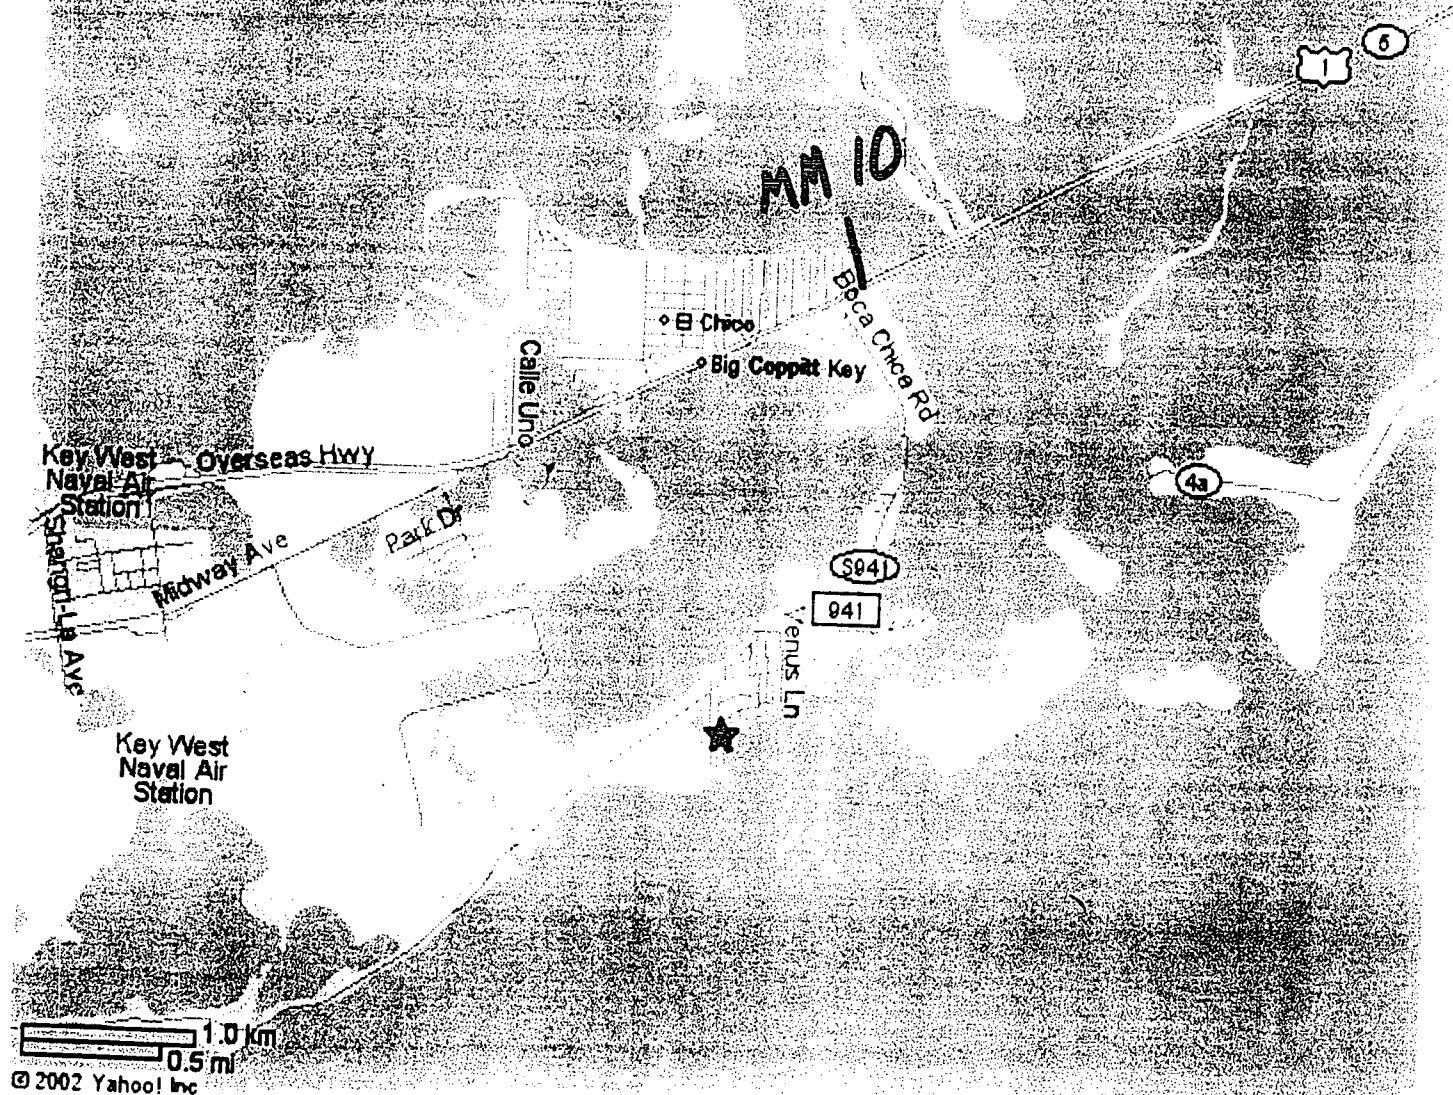 6
1
MM 10
Boca Chica Rd
Chico
Big Coppitt Key
Calle Uno
Overseas Hwy
Key West
Naval Air
Station
4a
Park Dr
Midway Ave
Shangri-La Ave
S941
941
Venus Ln
Key West
Naval Air
Station
1.0 km
0.5 mi
© 2002 Yahoo! Inc